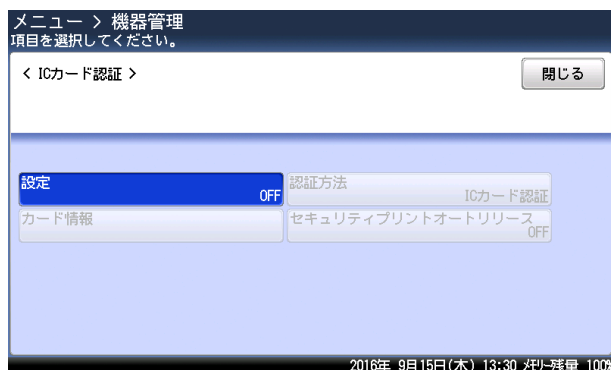 メニュー > 機器管理
項目を選択してください。
< ICカード認証 >
閉じる
設定
OFF
認証方法
ICカード認証
カード情報
セキュリティプリントオートリリース
OFF
2016年 9月15日(木) 13:30 メモリー残量 100%